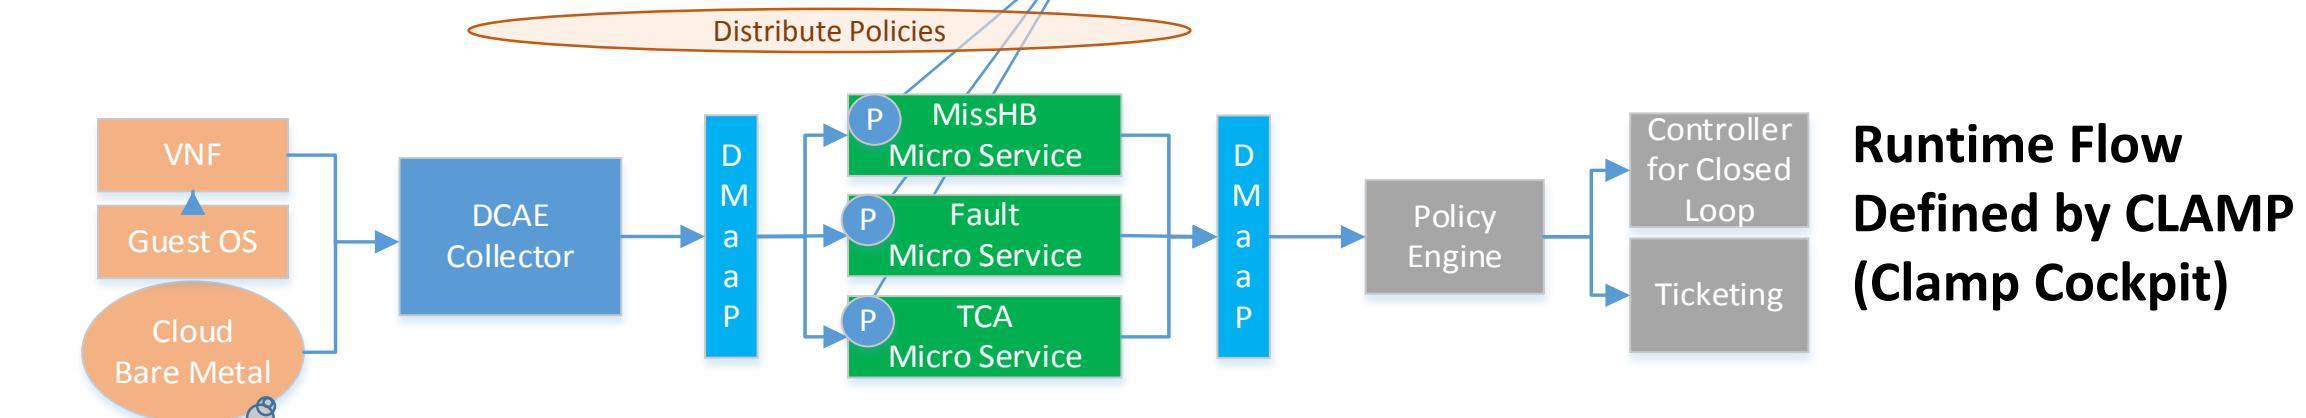 Distribute Policies
VNF
Guest OS
Cloud
Bare Metal
DCAE
Collector
D
M
a
a
P
P
MissHB
Micro Service
P
Fault
Micro Service
P
TCA
Micro Service
D
M
a
a
P
Policy
Engine
Controller
for Closed
Loop
Ticketing
Runtime Flow
Defined by CLAMP
(Clamp Cockpit)